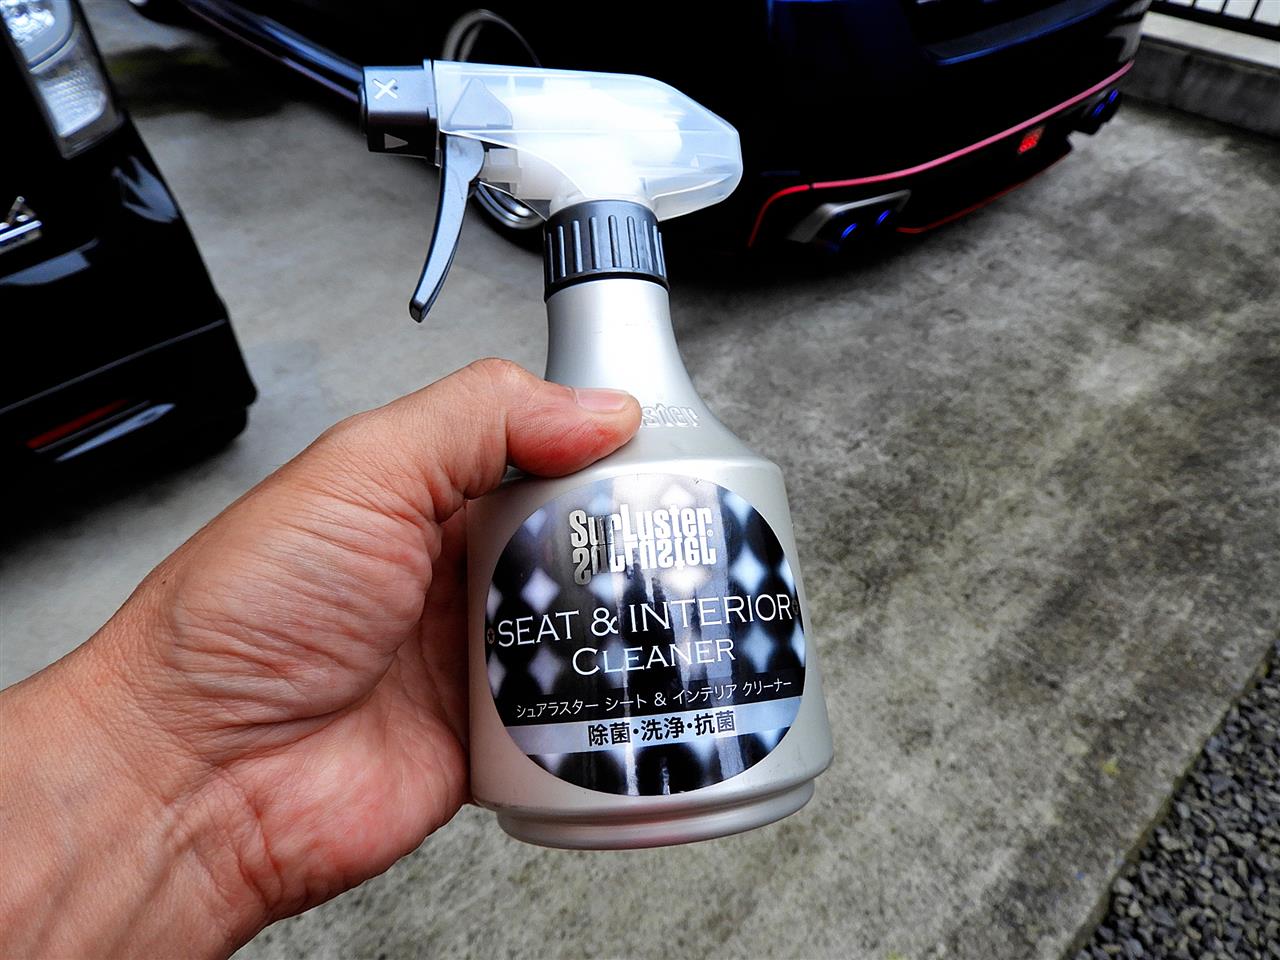 X
SurLuster
SurLuster
SEAT & INTERIOR
CLEANER
シュアラスター シート & インテリア クリーナー
除菌・洗浄・抗菌